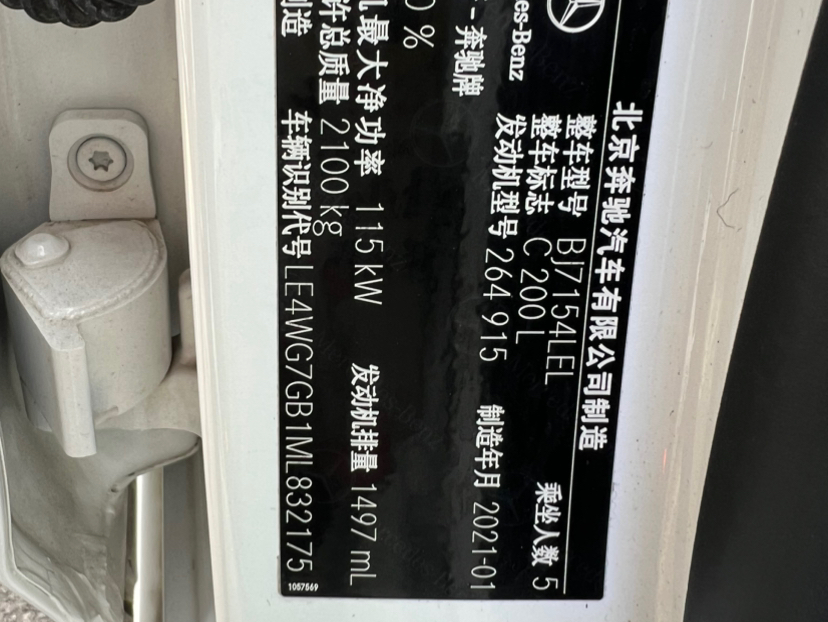 es-Benz
北京奔驰汽车有限公司制造
-奔驰牌
整车型号 BJ7154LEL 乘坐人数 5
整车标志 C 200 L
发动机型号 264 915 制造年月 2021-01
0 %
机最大净功率 115 kW 发动机排量 1497 mL
许总质量 2100 kg
制造
车辆识别代号 LE4WG7GB1ML832175
1057569